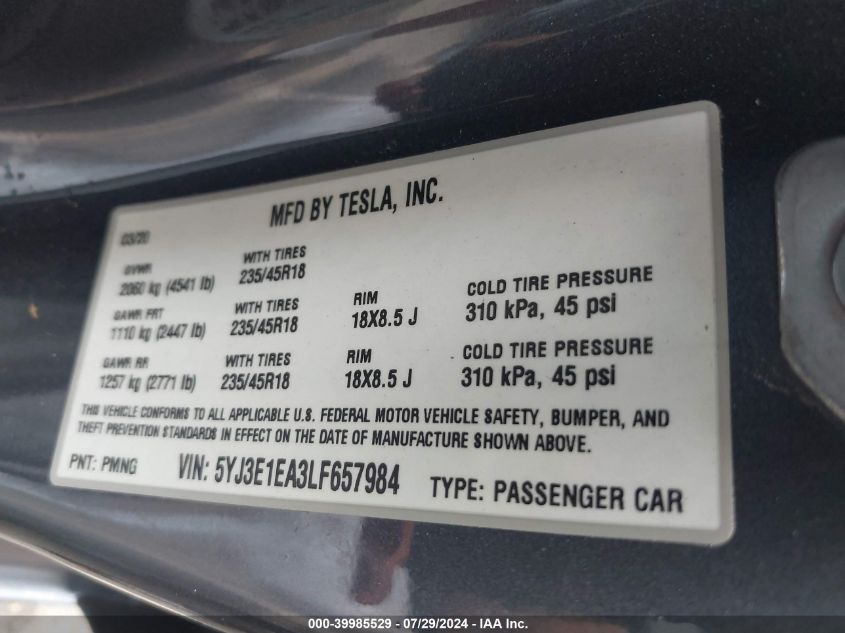 MFD BY TESLA, INC.
03/20
GVWR
2060 kg (4541 lb)
WITH TIRES
235/45R18
GAWR FRT
1110 kg (2447 lb)
WITH TIRES
235/45R18
RIM
18X8.5 J
COLD TIRE PRESSURE
310 kPa, 45 psi
GAWR RR
1257 kg (2771 lb)
WITH TIRES
235/45R18
RIM
18X8.5 J
COLD TIRE PRESSURE
310 kPa, 45 psi
THIS VEHICLE CONFORMS TO ALL APPLICABLE U.S. FEDERAL MOTOR VEHICLE SAFETY, BUMPER, AND
THEFT PREVENTION STANDARDS IN EFFECT ON THE DATE OF MANUFACTURE SHOWN ABOVE.
PNT: PMNG VIN: 5YJ3E1EA3LF657984 TYPE: PASSENGER CAR
000-39985529 - 07/29/2024 - IAA Inc.